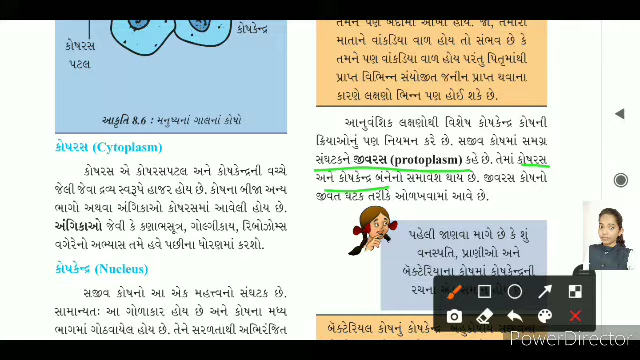 કોષરસ
પટલ
કોષકેન્દ્ર
આકૃતિ 8.6 : મનુષ્યનાં ગાલનાં કોષો
કોષરસ (Cytoplasm)
કોષરસ એ કોષરસપટલ અને કોષકેન્દ્રની વચ્ચે
જેલી જેવા દ્રવ્ય સ્વરૂપે હાજર હોય છે. કોષના બીજા અન્ય
ભાગો અથવા અંગિકાઓ કોષરસમાં આવેલી હોય છે.
અંગિકાઓ જેવી કે કણાભસૂત્ર, ગોલ્ગીકાય, રિબોઝોમ્સ
વગેરેનો અભ્યાસ તમે હવે પછીના ધોરણમાં કરશો.
કોષકેન્દ્ર (Nucleus)
સજીવ કોષનો આ એક મહત્ત્વનો સંઘટક છે.
સામાન્યતઃ આ ગોળાકાર હોય છે અને કોષના મધ્ય
ભાગમાં ગોઠવાયેલ હોય છે. તેને સરળતાથી અભિરંજિત
તમને પણ વાંકડિયા વાળ હોય પરંતુ પિતૃમાંથી
માતાને વાંકડિયા વાળ હોય તો સંભવ છે કે
પ્રાપ્ત વિભિન્ન સંયોજીત જનીન પ્રાપ્ત થવાના
કારણે લક્ષણો ભિન્ન પણ હોઈ શકે છે.
આનુવંશિક લક્ષણોથી વિશેષ કોષકેન્દ્ર કોષની
ક્રિયાઓનું પણ નિયમન કરે છે. સજીવ કોષમાં સમગ્ર
સંઘટકને જીવરસ (protoplasm) કહે છે. તેમાં કોષરસ
અને કોષકેન્દ્ર બંનેનો સમાવેશ થાય છે. જીવરસ કોષનો
જીવંત ઘટક તરીકે ઓળખવામાં આવે છે.
પહેલી જાણવા માગે છે કે શું
વનસ્પતિ, પ્રાણીઓ અને
બૅક્ટેરિયાના કોષમાં કોષકેન્દ્રની
રચના
બૅક્ટેરિયલ કોષનું કોષકેન્દ્ર
PowerDirector